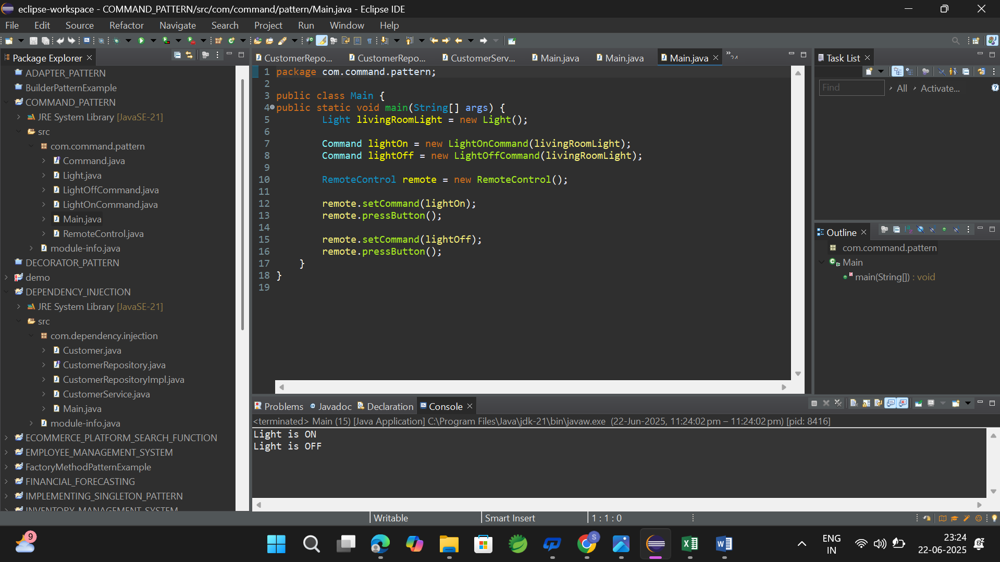 eclipse-workspace - COMMAND_PATTERN/src/com/command/pattern/Main.java - Eclipse IDE
File Edit Source Refactor Navigate Search Project Run Window Help
Package Explorer
ADAPTER_PATTERN
BuilderPatternExample
COMMAND_PATTERN
JRE System Library [JavaSE-21]
src
com.command.pattern
Command.java
Light.java
LightOffCommand.java
LightOnCommand.java
Main.java
RemoteControl.java
module-info.java
DECORATOR_PATTERN
demo
DEPENDENCY_INJECTION
JRE System Library [JavaSE-21]
src
com.dependency.injection
Customer.java
CustomerRepository.java
CustomerRepositoryImpl.java
CustomerService.java
Main.java
module-info.java
ECOMMERCE_PLATFORM_SEARCH_FUNCTION
EMPLOYEE_MANAGEMENT_SYSTEM
FactoryMethodPatternExample
FINANCIAL_FORECASTING
IMPLEMENTING_SINGLETON_PATTERN
INVENTORY_MANAGEMENT_SYSTEM
CustomerRepo... CustomerRepo... CustomerServ... Main.java Main.java Main.java »24
1 package com.command.pattern;
2
3 public class Main {
4 public static void main(String[] args) {
5 Light livingRoomLight = new Light();
6
7 Command lightOn = new LightOnCommand(livingRoomLight);
8 Command lightOff = new LightOffCommand(livingRoomLight);
9
10 RemoteControl remote = new RemoteControl();
11
12 remote.setCommand(lightOn);
13 remote.pressButton();
14
15 remote.setCommand(lightOff);
16 remote.pressButton();
17 }
18 }
19
Task List
Find All Activate...
Outline
com.command.pattern
Main
main(String[]) : void
Problems Javadoc Declaration Console
<terminated> Main (15) [Java Application] C:\Program Files\Java\jdk-21\bin\javaw.exe (22-Jun-2025, 11:24:02 pm – 11:24:02 pm) [pid: 8416]
Light is ON
Light is OFF
Writable Smart Insert 1 : 1 : 0
9
S
ENG
IN
23:24
22-06-2025